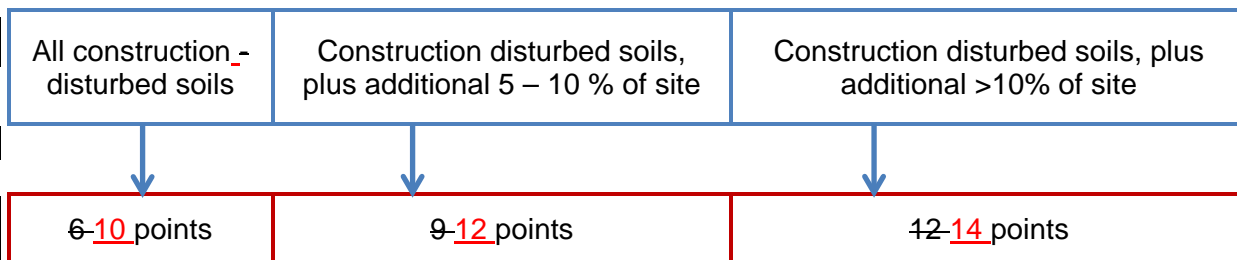 All construction - -
disturbed soils
Construction disturbed soils,
plus additional 5 – 10 % of site
Construction disturbed soils, plus
additional >10% of site
6 10 points
9 12 points
12 14 points